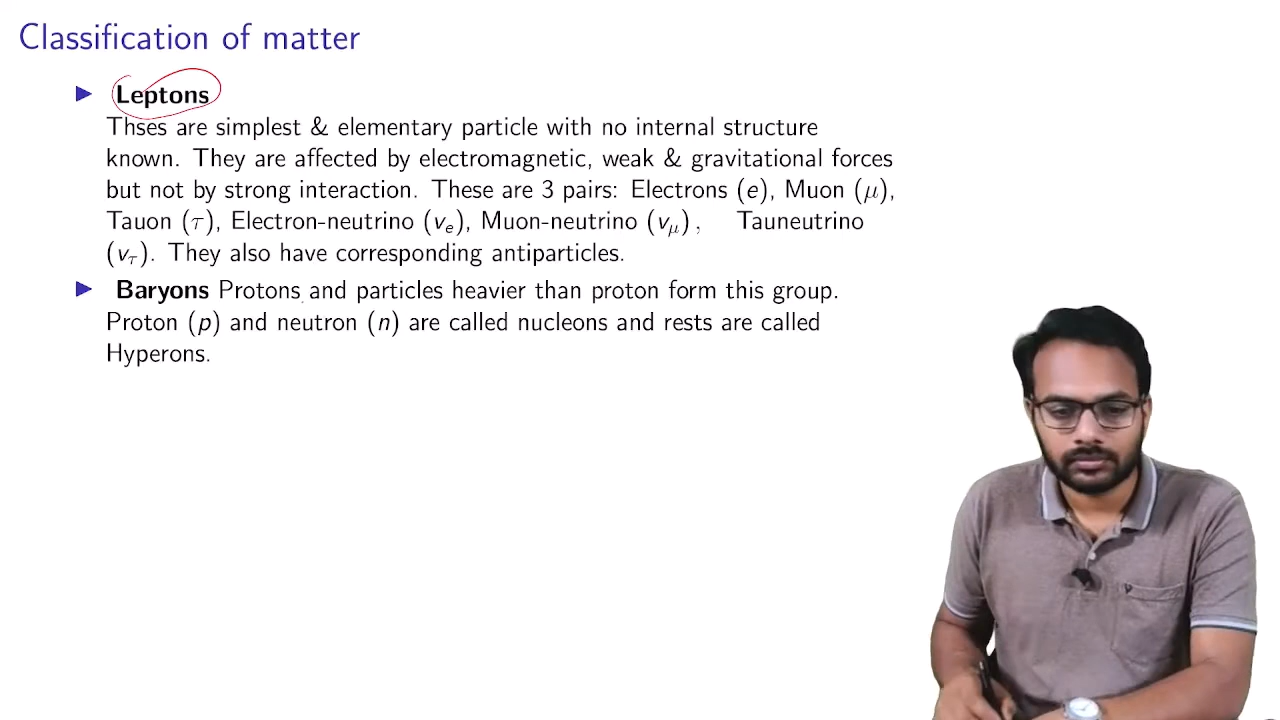 Classification of matter
Leptons
Thses are simplest & elementary particle with no internal structure
known. They are affected by electromagnetic, weak & gravitational forces
but not by strong interaction. These are 3 pairs: Electrons (e), Muon (μ),
Tauon (τ), Electron-neutrino (v_e), Muon-neutrino (v_μ), Tauneutrino
(v_τ). They also have corresponding antiparticles.
Baryons Protons and particles heavier than proton form this group.
Proton (p) and neutron (n) are called nucleons and rests are called
Hyperons.